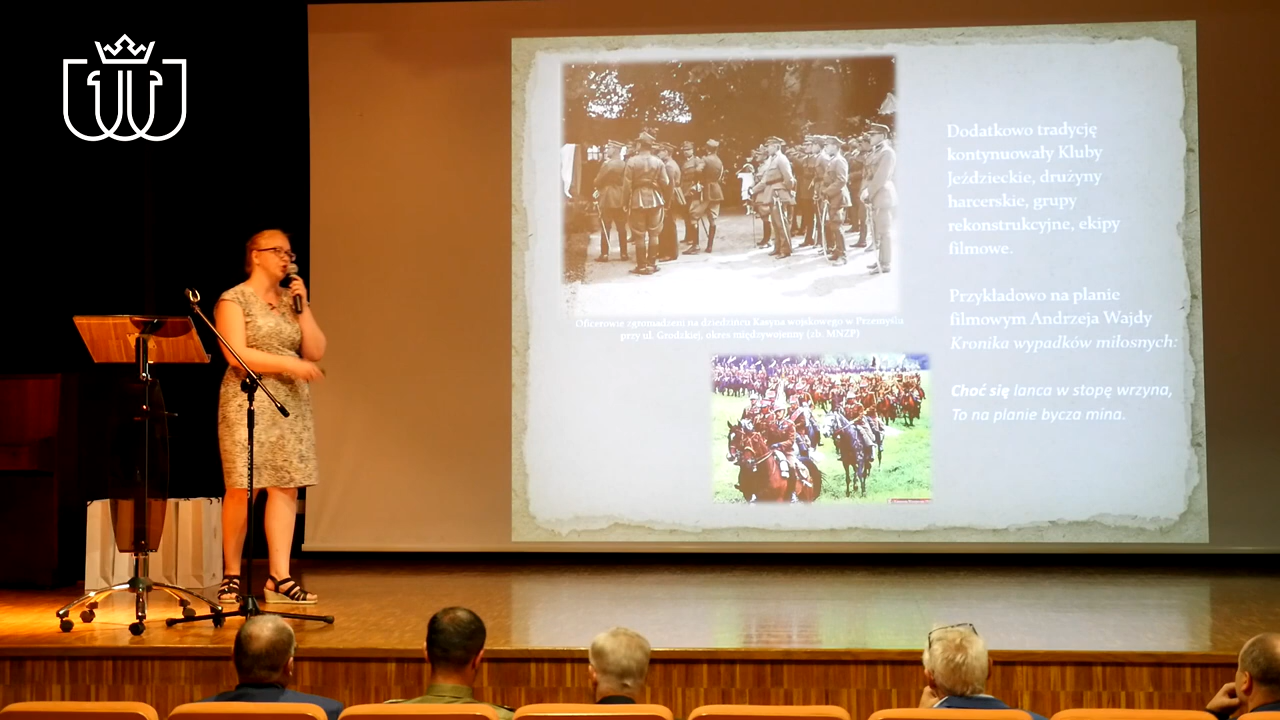 Dodatkowo tradycję
kontynuowały Kluby
Jeździeckie, drużyny
harcerskie, grupy
rekonstrukcyjne, ekipy
filmowe.
Przykładowo na planie
filmowym Andrzeja Wajdy
Kronika wypadków miłosnych:
Choć się lanca w stopę wrzyna,
To na planie bycza mina.
Oficerowie zgromadzeni na dziedzińcu Kasyna wojskowego w Przemyślu
przy ul. Grodzkiej, okres międzywojenny (zb. MNZP)